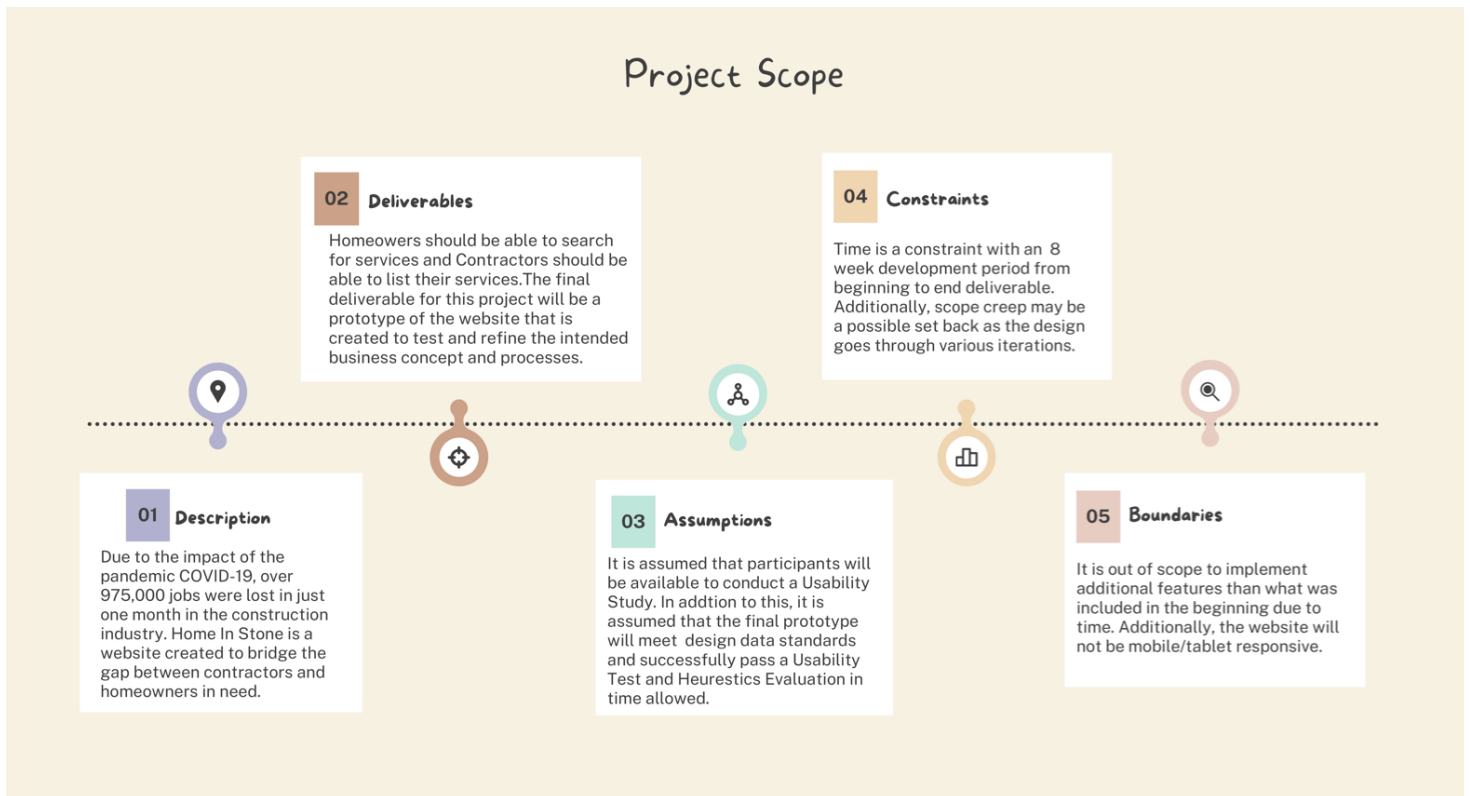 Project Scope
01
Description
Due to the impact of the
pandemic COVID-19, over
975,000 jobs were lost in just
one month in the construction
industry. Home In Stone is a
website created to bridge the
gap between contractors and
homeowners in need.
02
Deliverables
Homeowers should be able to search
for services and Contractors should be
able to list their services.The final
deliverable for this project will be a
prototype of the website that is
created to test and refine the intended
business concept and processes.
03
Assumptions
It is assumed that participants will
be available to conduct a Usability
Study. In addtion to this, it is
assumed that the final prototype
will meet  design data standards
and successfully pass a Usability
Test and Heurestics Evaluation in
time allowed.
04
Constraints
Time is a constraint with an  8
week development period from
beginning to end deliverable.
Additionally, scope creep may be
a possible set back as the design
goes through various iterations.
05
Boundaries
It is out of scope to implement
additional features than what was
included in the beginning due to
time. Additionally, the website will
not be mobile/tablet responsive.